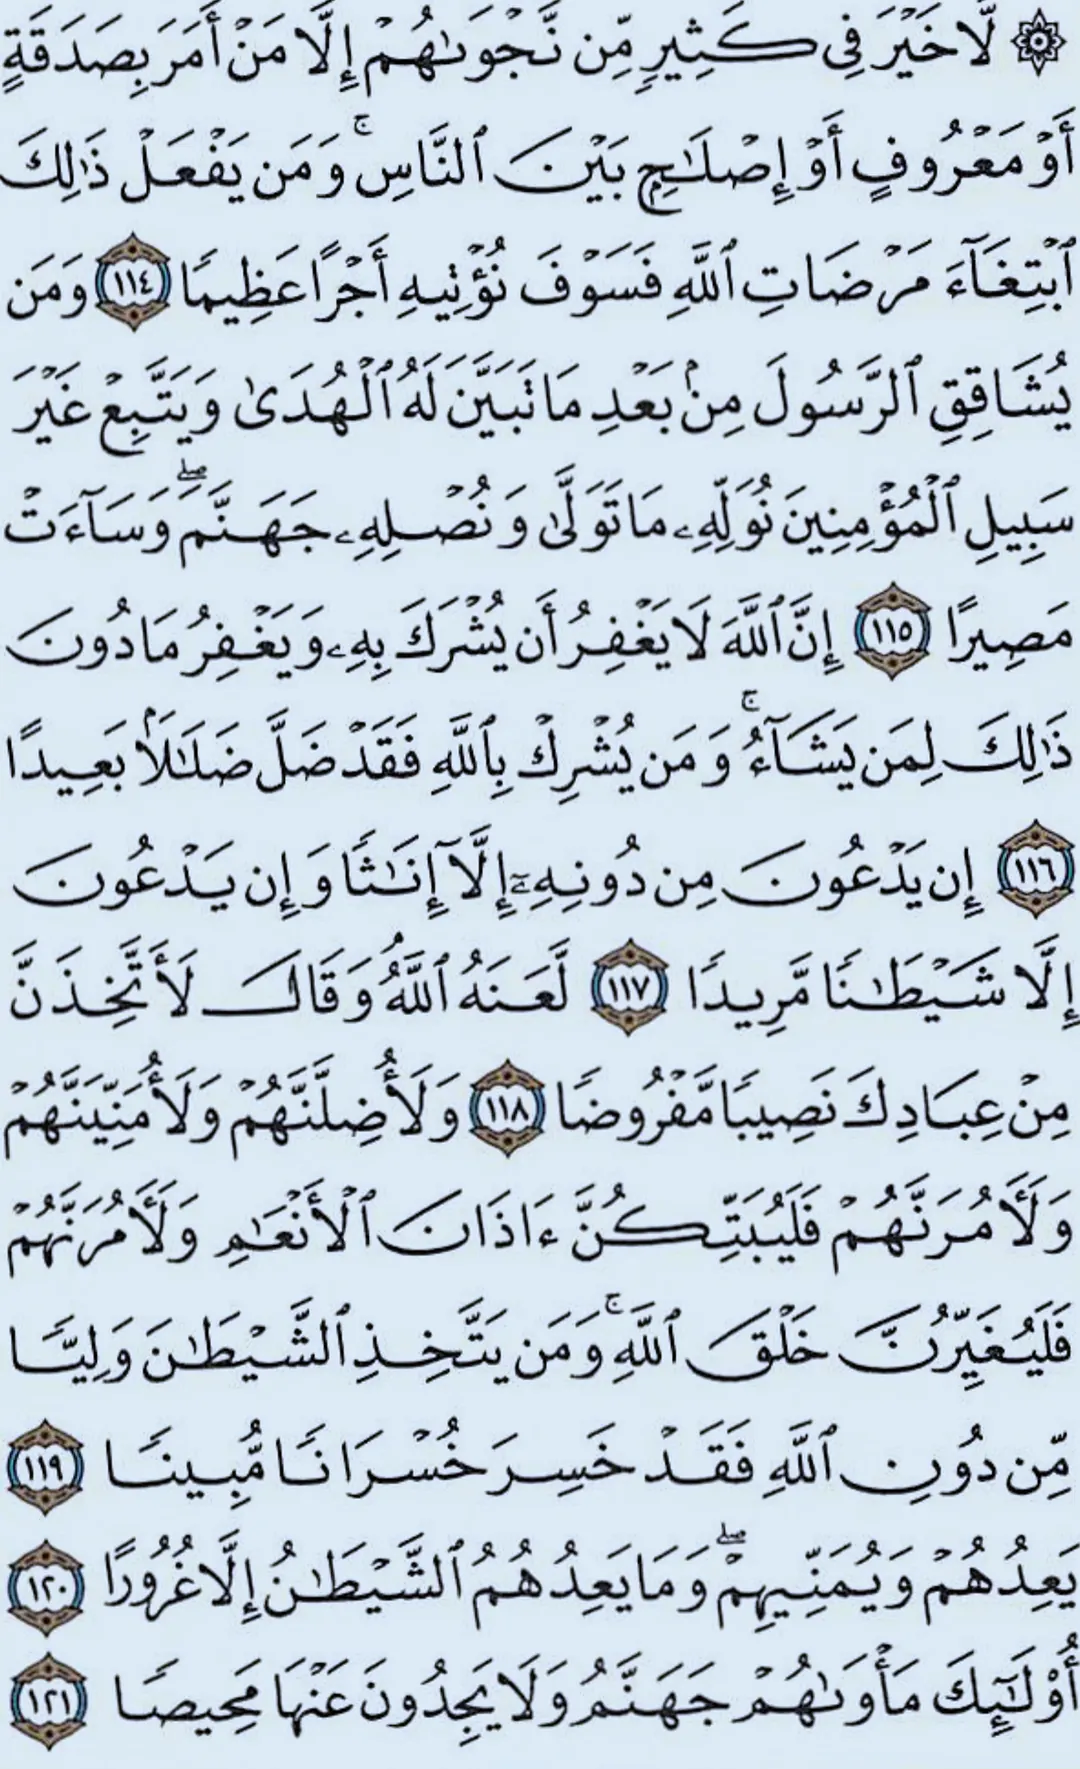 ۞ لَّا خَيْرَ فِى كَثِيرٍ مِّن نَّجْوَىٰهُمْ إِلَّا مَنْ أَمَرَ بِصَدَقَةٍ
أَوْ مَعْرُوفٍ أَوْ إِصْلَـٰحٍۭ بَيْنَ ٱلنَّاسِ ۚ وَمَن يَفْعَلْ ذَٰلِكَ
ٱبْتِغَآءَ مَرْضَاتِ ٱللَّهِ فَسَوْفَ نُؤْتِيهِ أَجْرًا عَظِيمًا ١١٤ وَمَن
يُشَاقِقِ ٱلرَّسُولَ مِنۢ بَعْدِ مَا تَبَيَّنَ لَهُ ٱلْهُدَىٰ وَيَتَّبِعْ غَيْرَ
سَبِيلِ ٱلْمُؤْمِنِينَ نُوَلِّهِۦ مَا تَوَلَّىٰ وَنُصْلِهِۦ جَهَنَّمَ ۖ وَسَآءَتْ
مَصِيرًا ١١٥ إِنَّ ٱللَّهَ لَا يَغْفِرُ أَن يُشْرَكَ بِهِۦ وَيَغْفِرُ مَا دُونَ
ذَٰلِكَ لِمَن يَشَآءُ ۚ وَمَن يُشْرِكْ بِٱللَّهِ فَقَدْ ضَلَّ ضَلَـٰلًۢا بَعِيدًا
١١٦ إِن يَدْعُونَ مِن دُونِهِۦٓ إِلَّآ إِنَـٰثًا وَإِن يَدْعُونَ
إِلَّا شَيْطَـٰنًا مَّرِيدًا ١١٧ لَّعَنَهُ ٱللَّهُ ۘ وَقَالَ لَأَتَّخِذَنَّ
مِنْ عِبَادِكَ نَصِيبًا مَّفْرُوضًا ١١٨ وَلَأُضِلَّنَّهُمْ وَلَأُمَنِّيَنَّهُمْ
وَلَـَٔامُرَنَّهُمْ فَلَيُبَتِّكُنَّ ءَاذَانَ ٱلْأَنْعَـٰمِ وَلَـَٔامُرَنَّهُمْ
فَلَيُغَيِّرُنَّ خَلْقَ ٱللَّهِ ۚ وَمَن يَتَّخِذِ ٱلشَّيْطَـٰنَ وَلِيًّا
مِّن دُونِ ٱللَّهِ فَقَدْ خَسِرَ خُسْرَانًا مُّبِينًا ١١٩
يَعِدُهُمْ وَيُمَنِّيهِمْ ۖ وَمَا يَعِدُهُمُ ٱلشَّيْطَـٰنُ إِلَّا غُرُورًا ١٢٠
أُو۟لَـٰٓئِكَ مَأْوَىٰهُمْ جَهَنَّمُ وَلَا يَجِدُونَ عَنْهَا مَحِيصًا ١٢١